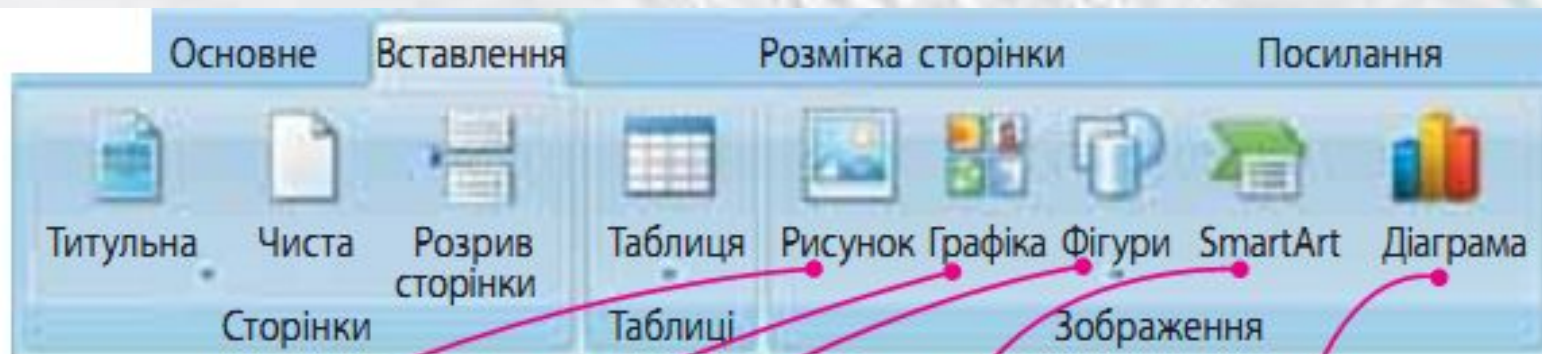 Основне Вставлення Розмітка сторінки Посилання
Титульна Чиста Розрив сторінки Таблиця Рисунок Графіка Фігури SmartArt Діаграма
Сторінки Таблиці Зображення